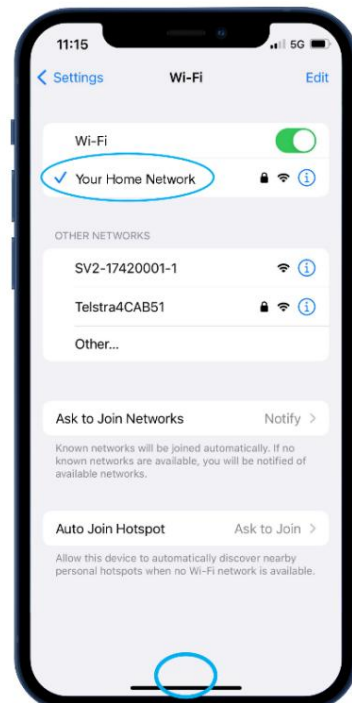 11:15 5G
Settings Wi-Fi Edit
Wi-Fi
Your Home Network
OTHER NETWORKS
SV2-17420001-1
Telstra4CAB51
Other...
Ask to Join Networks Notify
Known networks will be joined automatically. If no
known networks are available, you will be notified of
available networks.
Auto Join Hotspot Ask to Join
Allow this device to automatically discover nearby
personal hotspots when no Wi-Fi network is available.